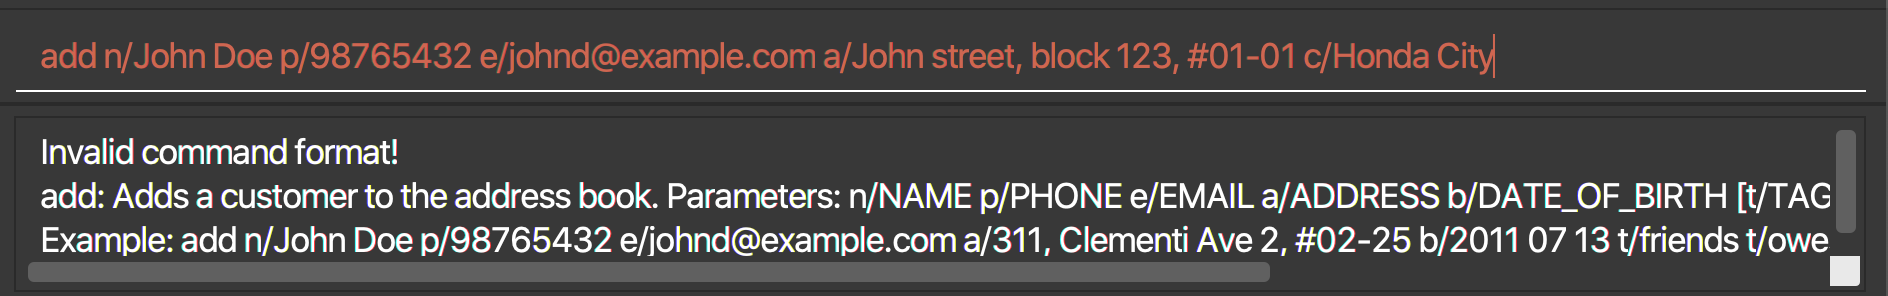 add n/John Doe p/98765432 e/johnd@example.com a/John street, block 123, #01-01 c/Honda City
Invalid command format!
add: Adds a customer to the address book. Parameters: n/NAME p/PHONE e/EMAIL a/ADDRESS b/DATE_OF_BIRTH [t/TAG
Example: add n/John Doe p/98765432 e/johnd@example.com a/311, Clementi Ave 2, #02-25 b/2011 07 13 t/friends t/owe